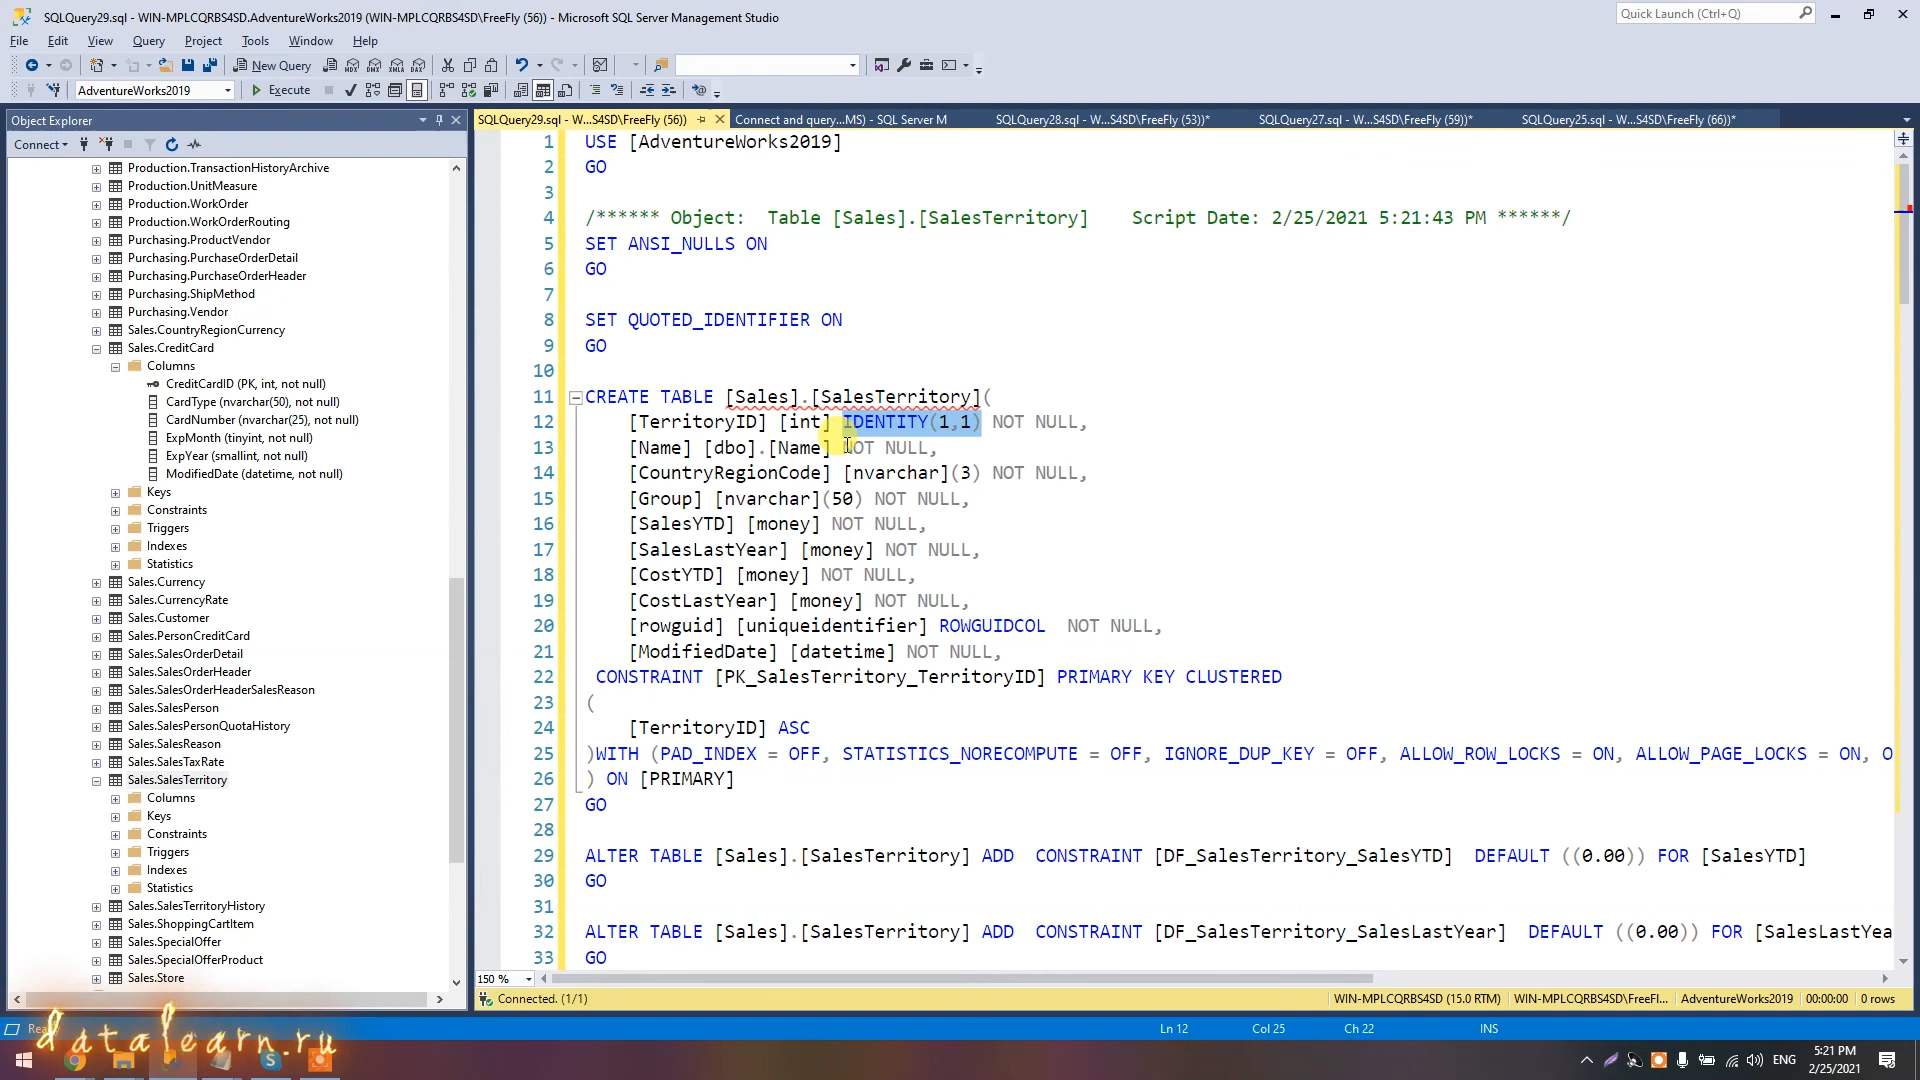 SQLQuery29.sql - WIN-MPLCQRBS4SD.AdventureWorks2019 (WIN-MPLCQRBS4SD\FreeFly (56)) - Microsoft SQL Server Management Studio
Quick Launch (Ctrl+Q)
File Edit View Query Project Tools Window Help
New Query
AdventureWorks2019 Execute
Object Explorer
Connect
Production.TransactionHistoryArchive
Production.UnitMeasure
Production.WorkOrder
Production.WorkOrderRouting
Purchasing.ProductVendor
Purchasing.PurchaseOrderDetail
Purchasing.PurchaseOrderHeader
Purchasing.ShipMethod
Purchasing.Vendor
Sales.CountryRegionCurrency
Sales.CreditCard
Columns
CreditCardID (PK, int, not null)
CardType (nvarchar(50), not null)
CardNumber (nvarchar(25), not null)
ExpMonth (tinyint, not null)
ExpYear (smallint, not null)
ModifiedDate (datetime, not null)
Keys
Constraints
Triggers
Indexes
Statistics
Sales.Currency
Sales.CurrencyRate
Sales.Customer
Sales.PersonCreditCard
Sales.SalesOrderDetail
Sales.SalesOrderHeader
Sales.SalesOrderHeaderSalesReason
Sales.SalesPerson
Sales.SalesPersonQuotaHistory
Sales.SalesReason
Sales.SalesTaxRate
Sales.SalesTerritory
Columns
Keys
Constraints
Triggers
Indexes
Statistics
Sales.SalesTerritoryHistory
Sales.ShoppingCartItem
Sales.SpecialOffer
Sales.SpecialOfferProduct
Sales.Store
SQLQuery29.sql - W...S4SD\FreeFly (56)) Connect and query...MS) - SQL Server M SQLQuery28.sql - W...S4SD\FreeFly (53))* SQLQuery27.sql - W...S4SD\FreeFly (59))* SQLQuery25.sql - W...S4SD\FreeFly (66))*
1 USE [AdventureWorks2019]
2 GO
3
4 /****** Object:  Table [Sales].[SalesTerritory]    Script Date: 2/25/2021 5:21:43 PM ******/
5 SET ANSI_NULLS ON
6 GO
7
8 SET QUOTED_IDENTIFIER ON
9 GO
10
11 CREATE TABLE [Sales].[SalesTerritory](
12 [TerritoryID] [int] IDENTITY(1,1) NOT NULL,
13 [Name] [dbo].[Name] NOT NULL,
14 [CountryRegionCode] [nvarchar](3) NOT NULL,
15 [Group] [nvarchar](50) NOT NULL,
16 [SalesYTD] [money] NOT NULL,
17 [SalesLastYear] [money] NOT NULL,
18 [CostYTD] [money] NOT NULL,
19 [CostLastYear] [money] NOT NULL,
20 [rowguid] [uniqueidentifier] ROWGUIDCOL  NOT NULL,
21 [ModifiedDate] [datetime] NOT NULL,
22 CONSTRAINT [PK_SalesTerritory_TerritoryID] PRIMARY KEY CLUSTERED
23 (
24 [TerritoryID] ASC
25 )WITH (PAD_INDEX = OFF, STATISTICS_NORECOMPUTE = OFF, IGNORE_DUP_KEY = OFF, ALLOW_ROW_LOCKS = ON, ALLOW_PAGE_LOCKS = ON, O
26 ) ON [PRIMARY]
27 GO
28
29 ALTER TABLE [Sales].[SalesTerritory] ADD  CONSTRAINT [DF_SalesTerritory_SalesYTD]  DEFAULT ((0.00)) FOR [SalesYTD]
30 GO
31
32 ALTER TABLE [Sales].[SalesTerritory] ADD  CONSTRAINT [DF_SalesTerritory_SalesLastYear]  DEFAULT ((0.00)) FOR [SalesLastYea
33 GO
150 %
Connected. (1/1) WIN-MPLCQRBS4SD (15.0 RTM) WIN-MPLCQRBS4SD\FreeFl... AdventureWorks2019 00:00:00 0 rows
Ln 12 Col 25 Ch 22 INS
datalearn.ru
ENG
5:21 PM
2/25/2021